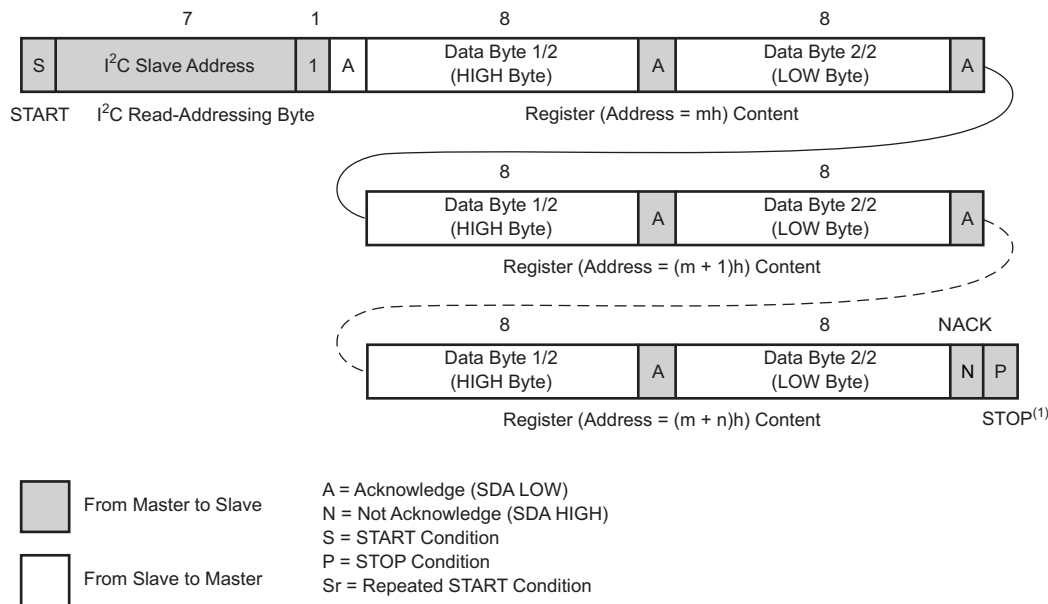 7 1 8 8
S I²C Slave Address 1 A Data Byte 1/2 (HIGH Byte) A Data Byte 2/2 (LOW Byte) A
START I²C Read-Addressing Byte Register (Address = mh) Content
8 8
Data Byte 1/2 (HIGH Byte) A Data Byte 2/2 (LOW Byte) A
Register (Address = (m + 1)h) Content
8 8 NACK
Data Byte 1/2 (HIGH Byte) A Data Byte 2/2 (LOW Byte) N P
Register (Address = (m + n)h) Content STOP⁽¹⁾
From Master to Slave
From Slave to Master
A = Acknowledge (SDA LOW)
N = Not Acknowledge (SDA HIGH)
S = START Condition
P = STOP Condition
Sr = Repeated START Condition